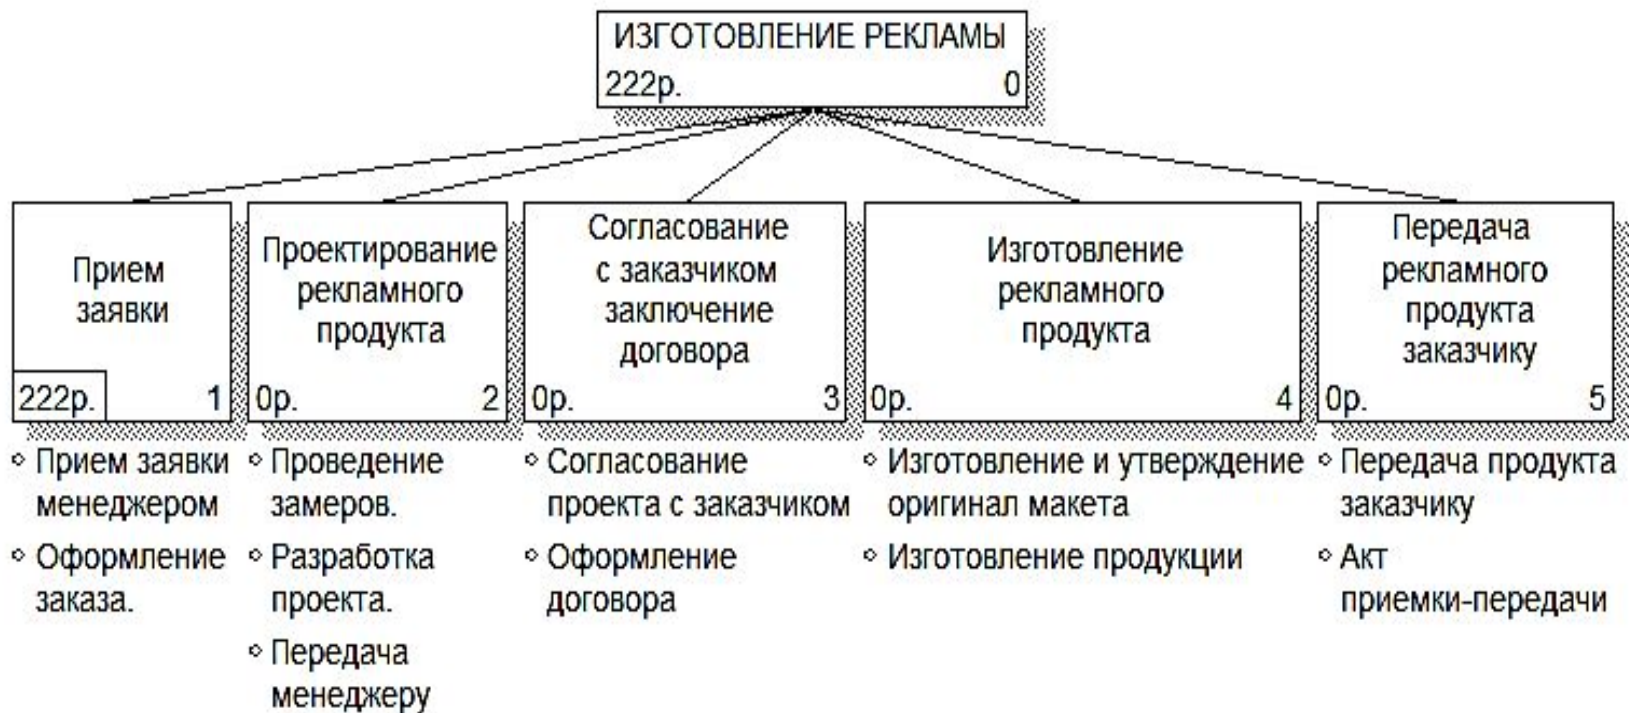 ИЗГОТОВЛЕНИЕ РЕКЛАМЫ
222р. 0
Прием
заявки
222р. 1
Проектирование
рекламного
продукта
0р. 2
Согласование
с заказчиком
заключение
договора
0р. 3
Изготовление
рекламного
продукта
0р. 4
Передача
рекламного
продукта
заказчику
0р. 5
Прием заявки
менеджером
Оформление
заказа.
Проведение
замеров.
Разработка
проекта.
Передача
менеджеру
Согласование
проекта с заказчиком
Оформление
договора
Изготовление и утверждение
оригинал макета
Изготовление продукции
Передача продукта
заказчику
Акт
приемки-передачи